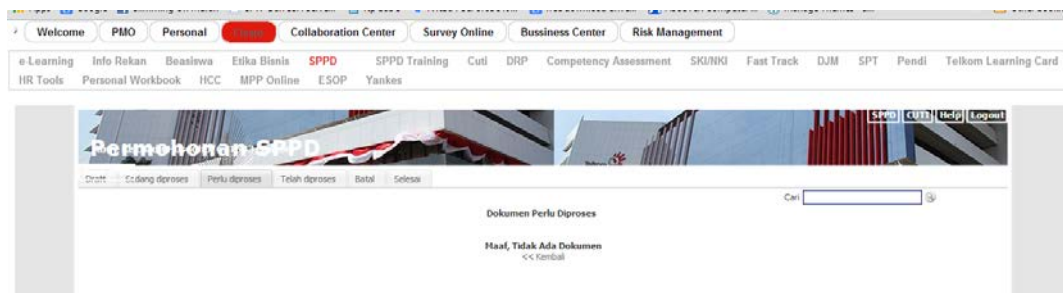 Welcome PMO Personal Collaboration Center Survey Online Bussiness Center Risk Management
e-Learning Info Rekan Beasiswa Etika Bisnis SPPD SPPD Training Cuti DRP Competency Assessment SKI/NKI Fast Track DJM SPT Pendi Telkom Learning Card
HR Tools Personal Workbook HCC MPP Online ESOP Yankes
SPPD CUTI Help Logout
Permohonan SPPD
Draft Sedang diproses Perlu diproses Telah diproses Batal Selesai
Cari
Dokumen Perlu Diproses
Maaf, Tidak Ada Dokumen
<< Kembali